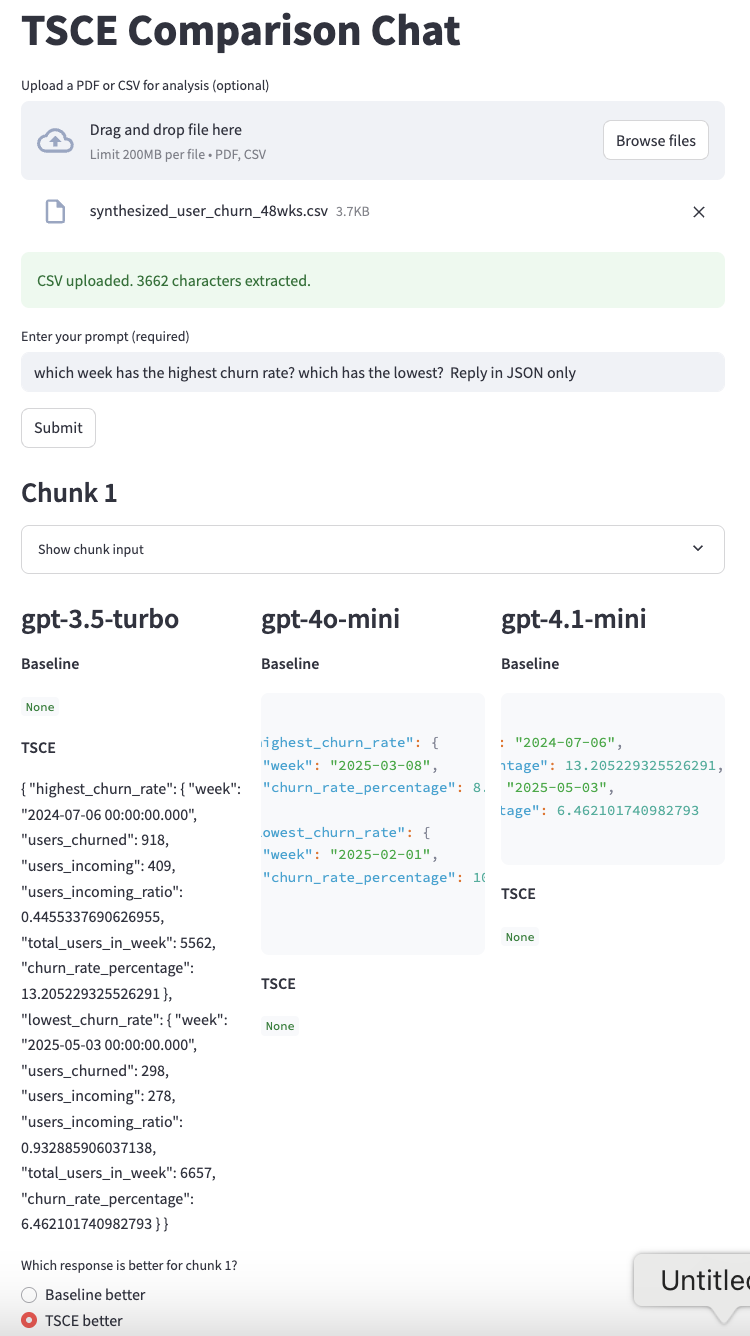 TSCE Comparison Chat
Upload a PDF or CSV for analysis (optional)
Drag and drop file here
Limit 200MB per file • PDF, CSV
Browse files
synthesized_user_churn_48wks.csv 3.7KB
CSV uploaded. 3662 characters extracted.
Enter your prompt (required)
which week has the highest churn rate? which has the lowest?  Reply in JSON only
Submit
Chunk 1
Show chunk input
gpt-3.5-turbo
Baseline
None
TSCE
{ "highest_churn_rate": { "week":
"2024-07-06 00:00:00.000",
"users_churned": 918,
"users_incoming": 409,
"users_incoming_ratio":
0.4455337690626955,
"total_users_in_week": 5562,
"churn_rate_percentage":
13.205229325526291 },
"lowest_churn_rate": { "week":
"2025-05-03 00:00:00.000",
"users_churned": 298,
"users_incoming": 278,
"users_incoming_ratio":
0.932885906037138,
"total_users_in_week": 6657,
"churn_rate_percentage":
6.462101740982793 } }
gpt-4o-mini
Baseline
ighest_churn_rate": {
"week": "2025-03-08",
"churn_rate_percentage": 8.
owest_churn_rate": {
"week": "2025-02-01",
"churn_rate_percentage": 10
TSCE
None
gpt-4.1-mini
Baseline
: "2024-07-06",
ntage": 13.205229325526291,
"2025-05-03",
tage": 6.462101740982793
TSCE
None
Which response is better for chunk 1?
Baseline better
TSCE better
Untitled